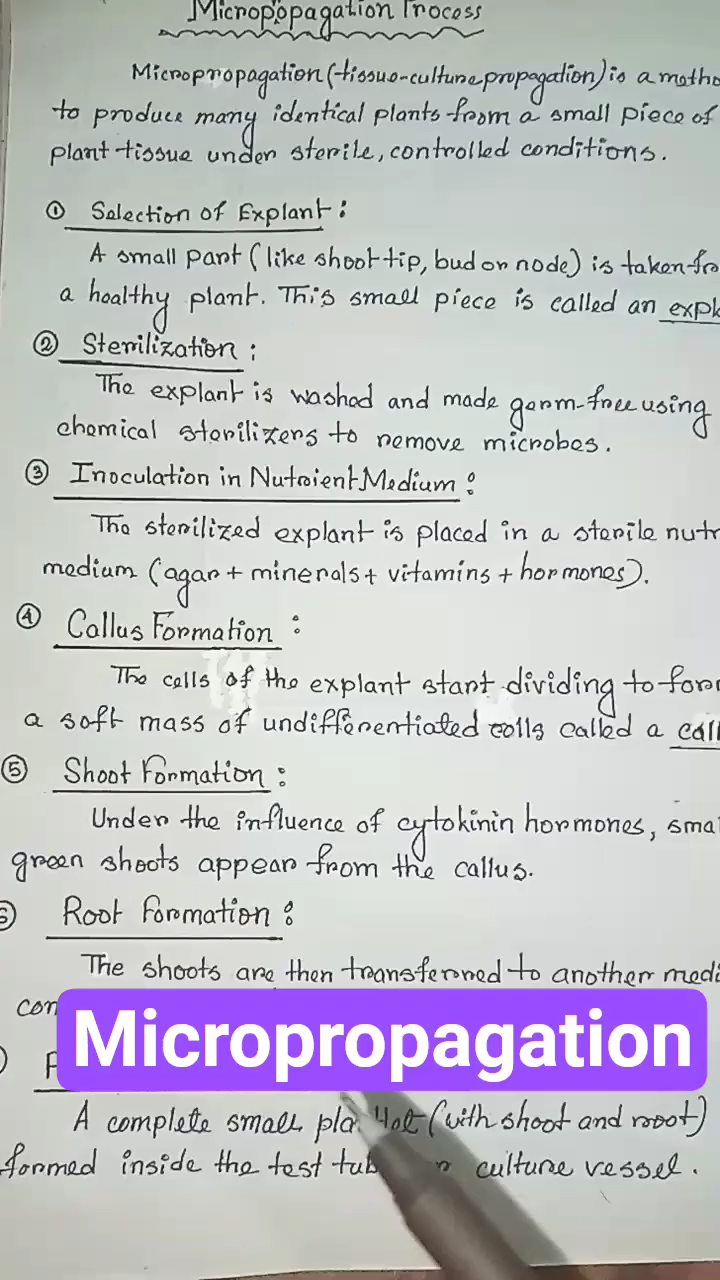 Micropopagation Process
Micropropagation (tissue-culture propagation) is a metho
to produce many identical plants from a small piece of
plant tissue under sterile, controlled conditions.
① Selection of Explant:
A small part (like shoot tip, bud or node) is taken fro
a healthy plant. This small piece is called an expl
② Sterilization:
The explant is washed and made germ-free using
chemical sterilizers to remove microbes.
③ Inoculation in Nutrient Medium:
The sterilized explant is placed in a sterile nutr
medium (agar + minerals + vitamins + hormones).
④ Callus Formation:
The cells of the explant start dividing to form
a soft mass of undifferentiated cells called a call
⑤ Shoot Formation:
Under the influence of cytokinin hormones, sma
green shoots appear from the callus.
Root Formation:
The shoots are then transferred to another medi
con
Micropropagation
P
A complete small pla (with shoot and root)
formed inside the test tub culture vessel.